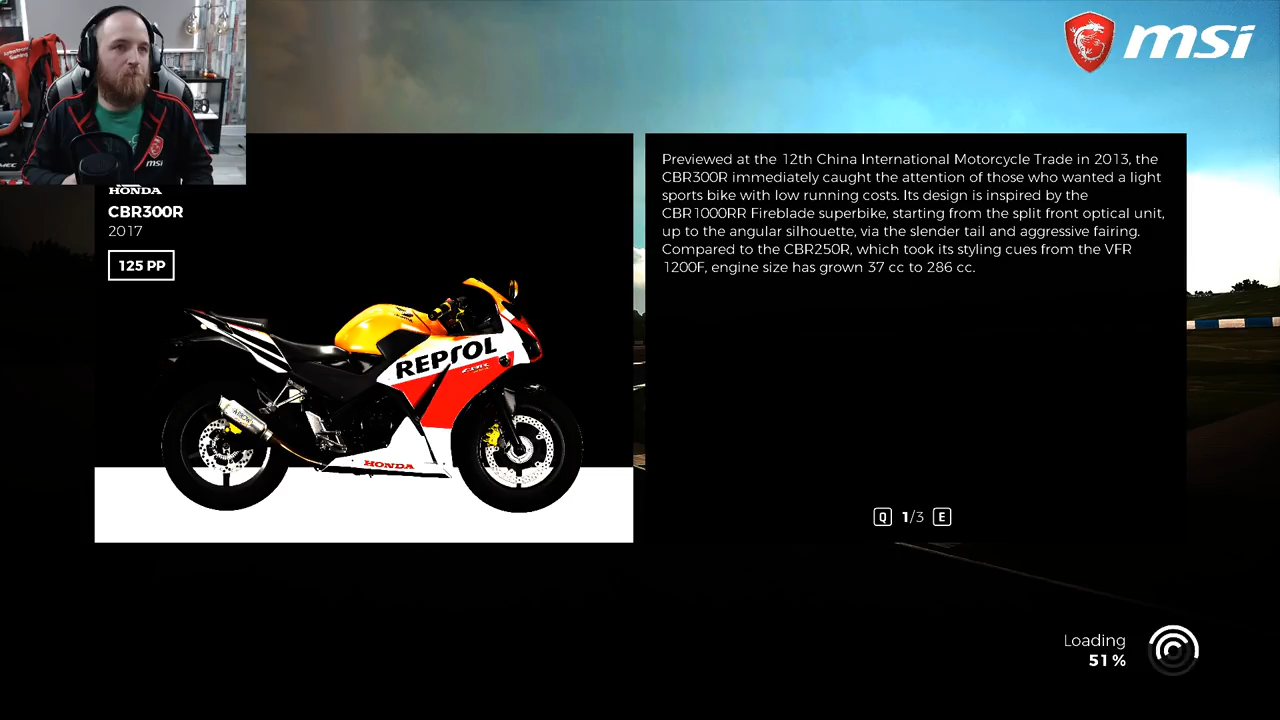 msi
msi
HONDA
CBR300R
2017
125 PP
REPSOL
HONDA
Previewed at the 12th China International Motorcycle Trade in 2013, the
CBR300R immediately caught the attention of those who wanted a light
sports bike with low running costs. Its design is inspired by the
CBR1000RR Fireblade superbike, starting from the split front optical unit,
up to the angular silhouette, via the slender tail and aggressive fairing.
Compared to the CBR250R, which took its styling cues from the VFR
1200F, engine size has grown 37 cc to 286 cc.
Q 1/3 E
Loading
51%